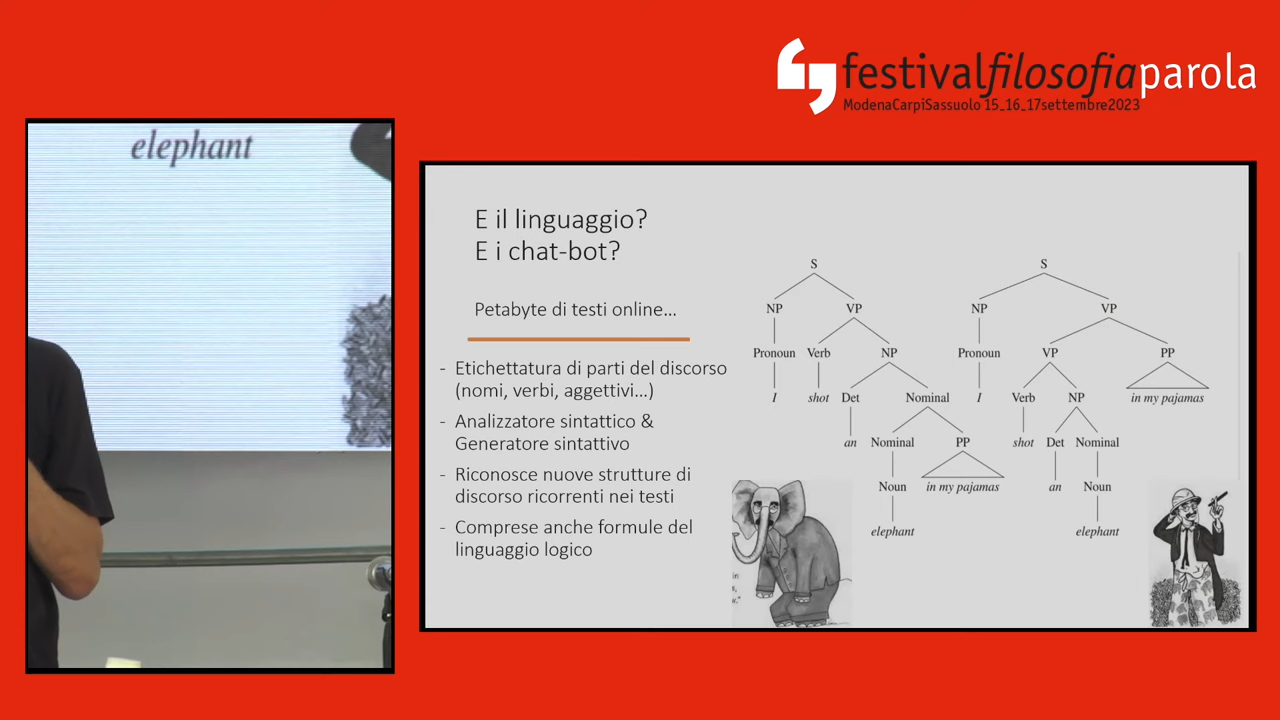 festivalfilosofiaparola
ModenaCarpiSassuolo 15_16_17settembre2023
elephant
E il linguaggio?
E i chat-bot?
Petabyte di testi online…
- Etichettatura di parti del discorso
(nomi, verbi, aggettivi…)
- Analizzatore sintattico &
Generatore sintattivo
- Riconosce nuove strutture di
discorso ricorrenti nei testi
- Comprese anche formule del
linguaggio logico
S
NP VP
Pronoun Verb NP
I shot Det Nominal
an Nominal PP
Noun in my pajamas
elephant
S
NP VP
Pronoun VP PP
I Verb NP in my pajamas
shot Det Nominal
an Noun
elephant
in